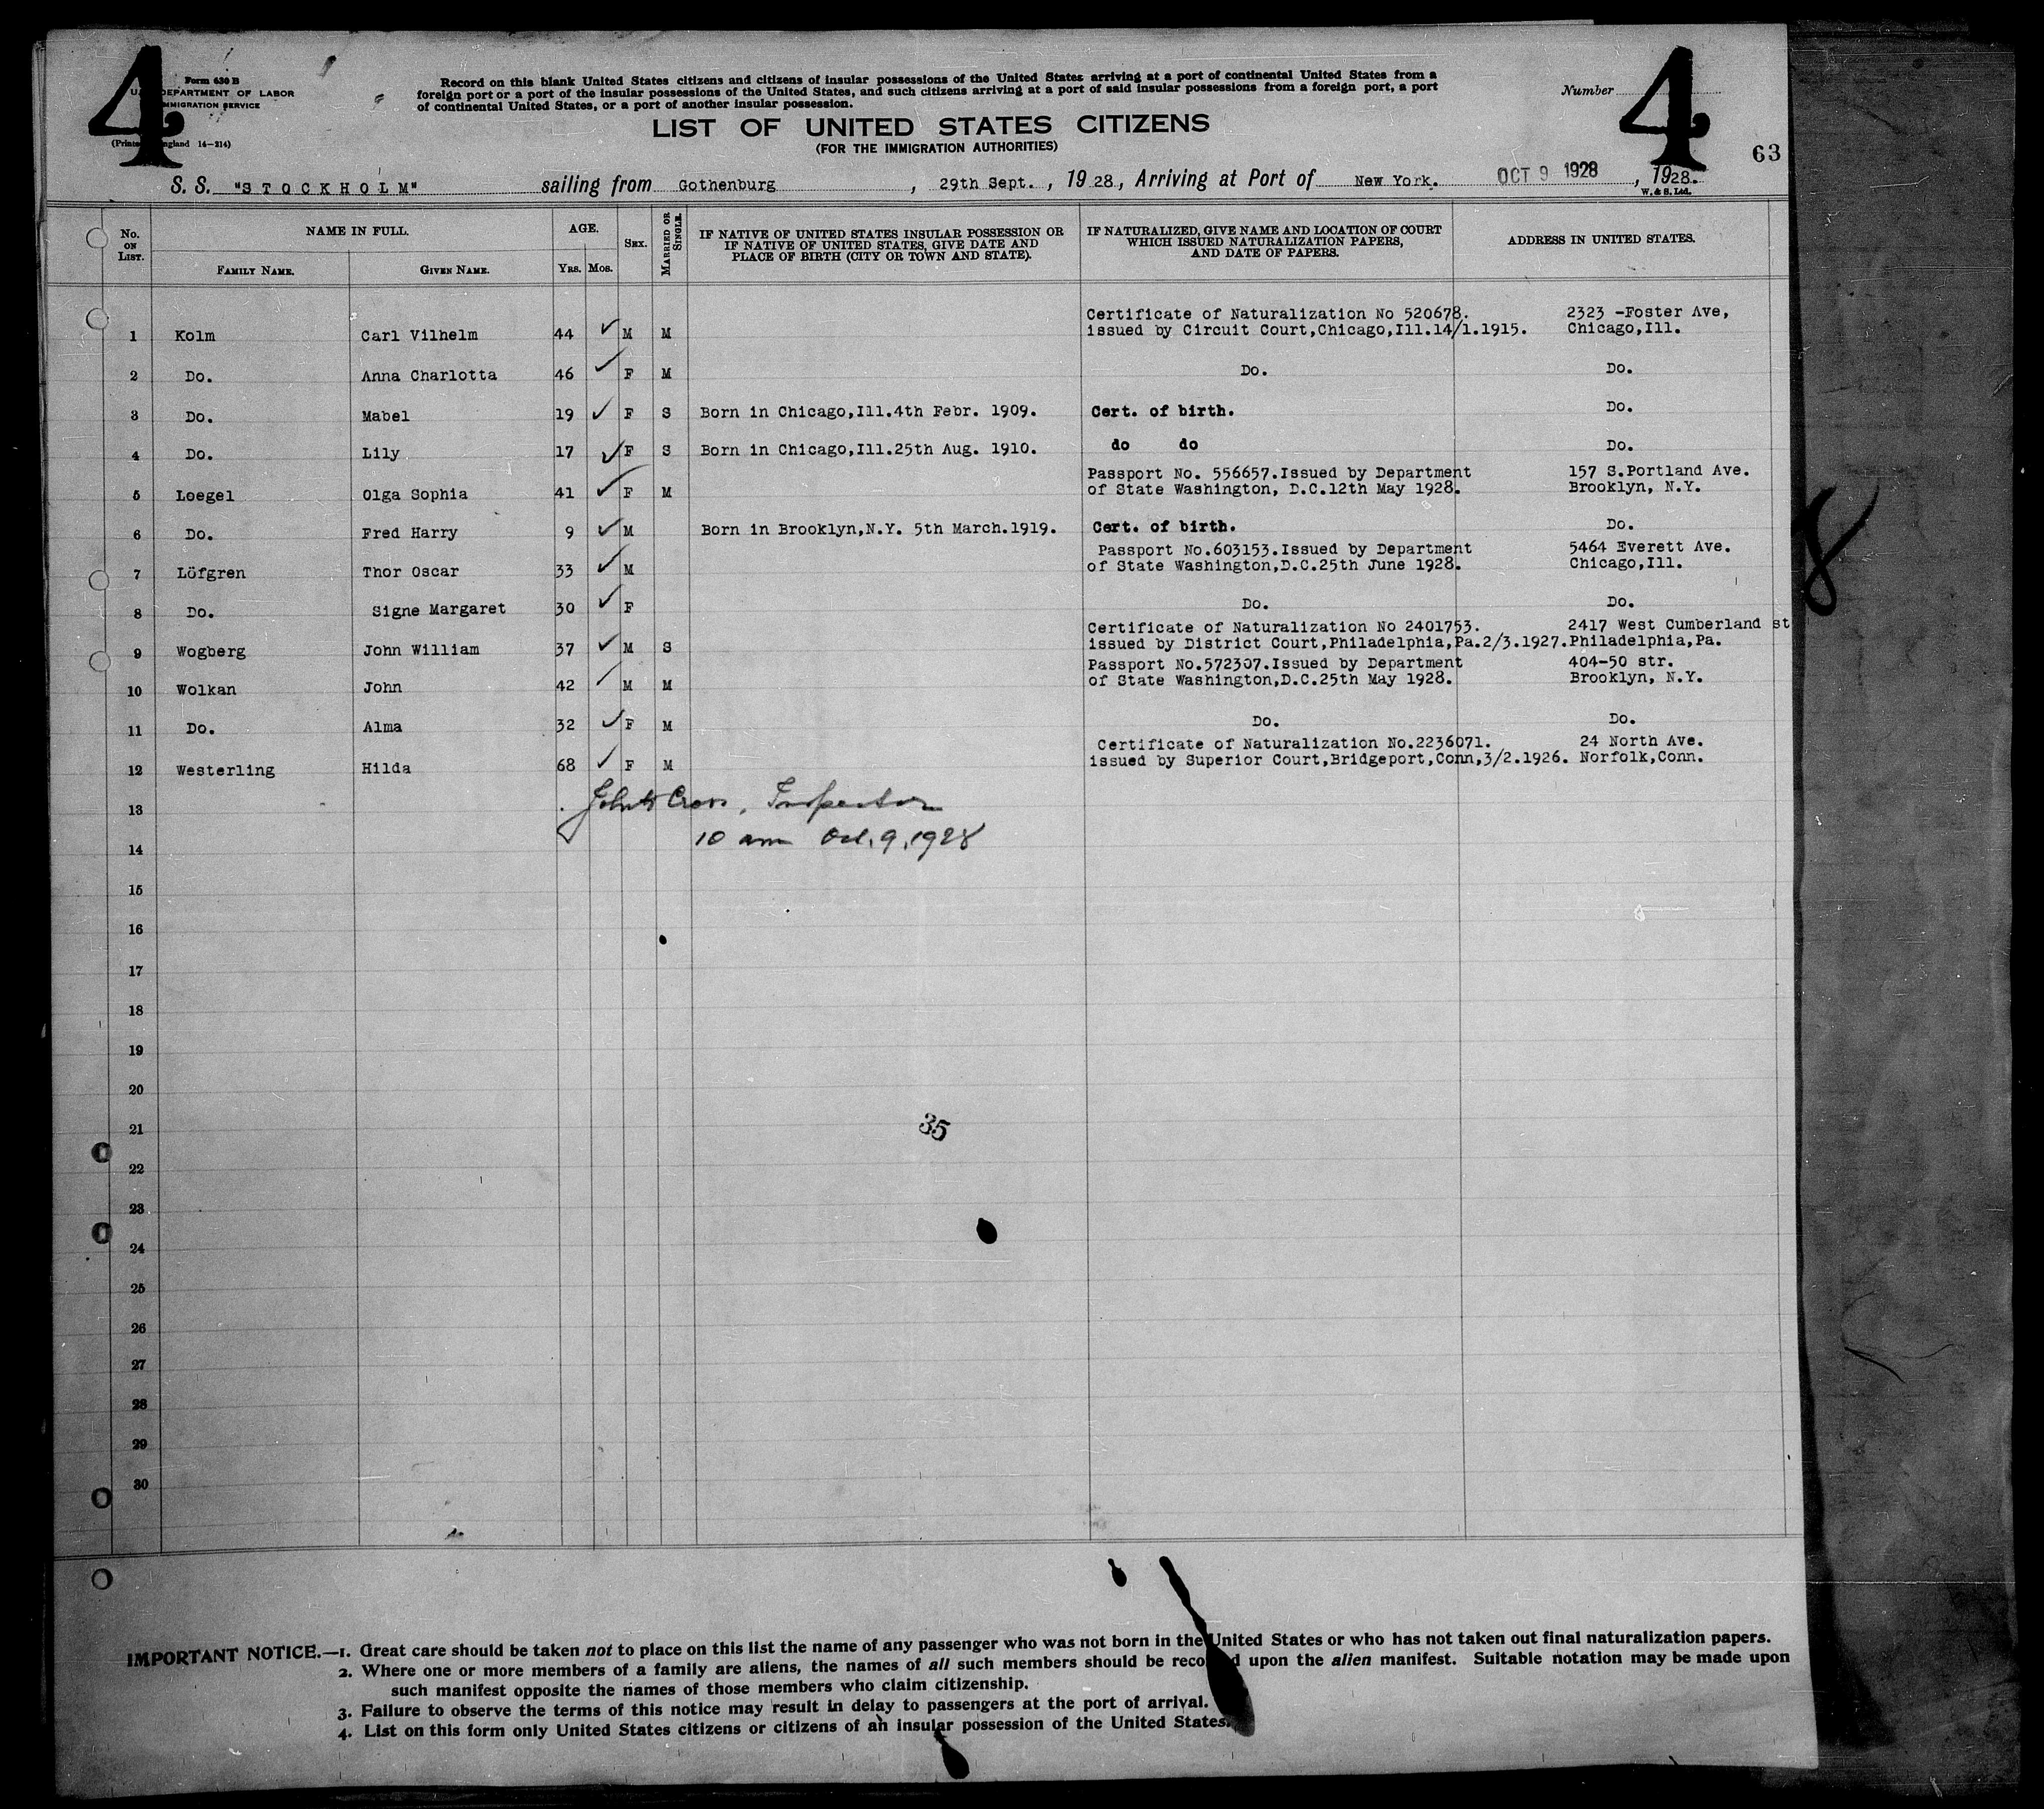 4
Form 630 B
U. DEPARTMENT OF LABOR
IMMIGRATION SERVICE
(Printed England 14—214)
Record on this blank United States citizens and citizens of insular possessions of the United States arriving at a port of continental United States from a
foreign port or a port of the insular possessions of the United States, and such citizens arriving at a port of said insular possessions from a foreign port, a port
of continental United States, or a port of another insular possession.
LIST OF UNITED STATES CITIZENS
(FOR THE IMMIGRATION AUTHORITIES)
Number
4
63
S. S. "STOCKHOLM" sailing from Gothenburg, 29th Sept., 1928, Arriving at Port of New York. OCT 9 1928, 1928.
W. & S. Ltd.
No. ON LIST. NAME IN FULL. FAMILY NAME. GIVEN NAME. AGE. YRS. MOS. SEX. MARRIED OR SINGLE. IF NATIVE OF UNITED STATES INSULAR POSSESSION OR IF NATIVE OF UNITED STATES, GIVE DATE AND PLACE OF BIRTH (CITY OR TOWN AND STATE). IF NATURALIZED, GIVE NAME AND LOCATION OF COURT WHICH ISSUED NATURALIZATION PAPERS, AND DATE OF PAPERS. ADDRESS IN UNITED STATES.
1 Kolm Carl Vilhelm 44 M M Certificate of Naturalization No 520678. issued by Circuit Court,Chicago,Ill.14/1.1915. 2323 -Foster Ave, Chicago,Ill.
2 Do. Anna Charlotta 46 F M Do. Do.
3 Do. Mabel 19 F S Born in Chicago,Ill.4th Febr. 1909. Cert. of birth. Do.
4 Do. Lily 17 F S Born in Chicago,Ill.25th Aug. 1910. do do Do.
5 Loegel Olga Sophia 41 F M Passport No. 556657.Issued by Department of State Washington, D.C.12th May 1928. 157 S.Portland Ave. Brooklyn, N.Y.
6 Do. Fred Harry 9 M Born in Brooklyn,N.Y. 5th March.1919. Cert. of birth. Do.
7 Löfgren Thor Oscar 33 M Passport No.603153.Issued by Department of State Washington,D.C.25th June 1928. 5464 Everett Ave. Chicago,Ill.
8 Do. Signe Margaret 30 F Do. Do.
9 Wogberg John William 37 M S Certificate of Naturalization No 2401753. issued by District Court,Philadelphia,Pa.2/3.1927. 2417 West Cumberland st Philadelphia,Pa.
10 Wolkan John 42 M M Passport No.572307.Issued by Department of State Washington,D.C.25th May 1928. 404-50 str. Brooklyn, N.Y.
11 Do. Alma 32 F M Do. Do.
12 Westerling Hilda 68 F M Certificate of Naturalization No.2236071. issued by Superior Court,Bridgeport,Conn,3/2.1926. 24 North Ave. Norfolk,Conn.
13 Inspector
14 10 am Oct. 9, 1928
15
16
17
18
19
20
21 35
22
23
24
25
26
27
28
29
30
8
IMPORTANT NOTICE.—1. Great care should be taken not to place on this list the name of any passenger who was not born in the United States or who has not taken out final naturalization papers.
2. Where one or more members of a family are aliens, the names of all such members should be reco d upon the alien manifest. Suitable notation may be made upon
such manifest opposite the names of those members who claim citizenship.
3. Failure to observe the terms of this notice may result in delay to passengers at the port of arrival.
4. List on this form only United States citizens or citizens of an insular possession of the United States.